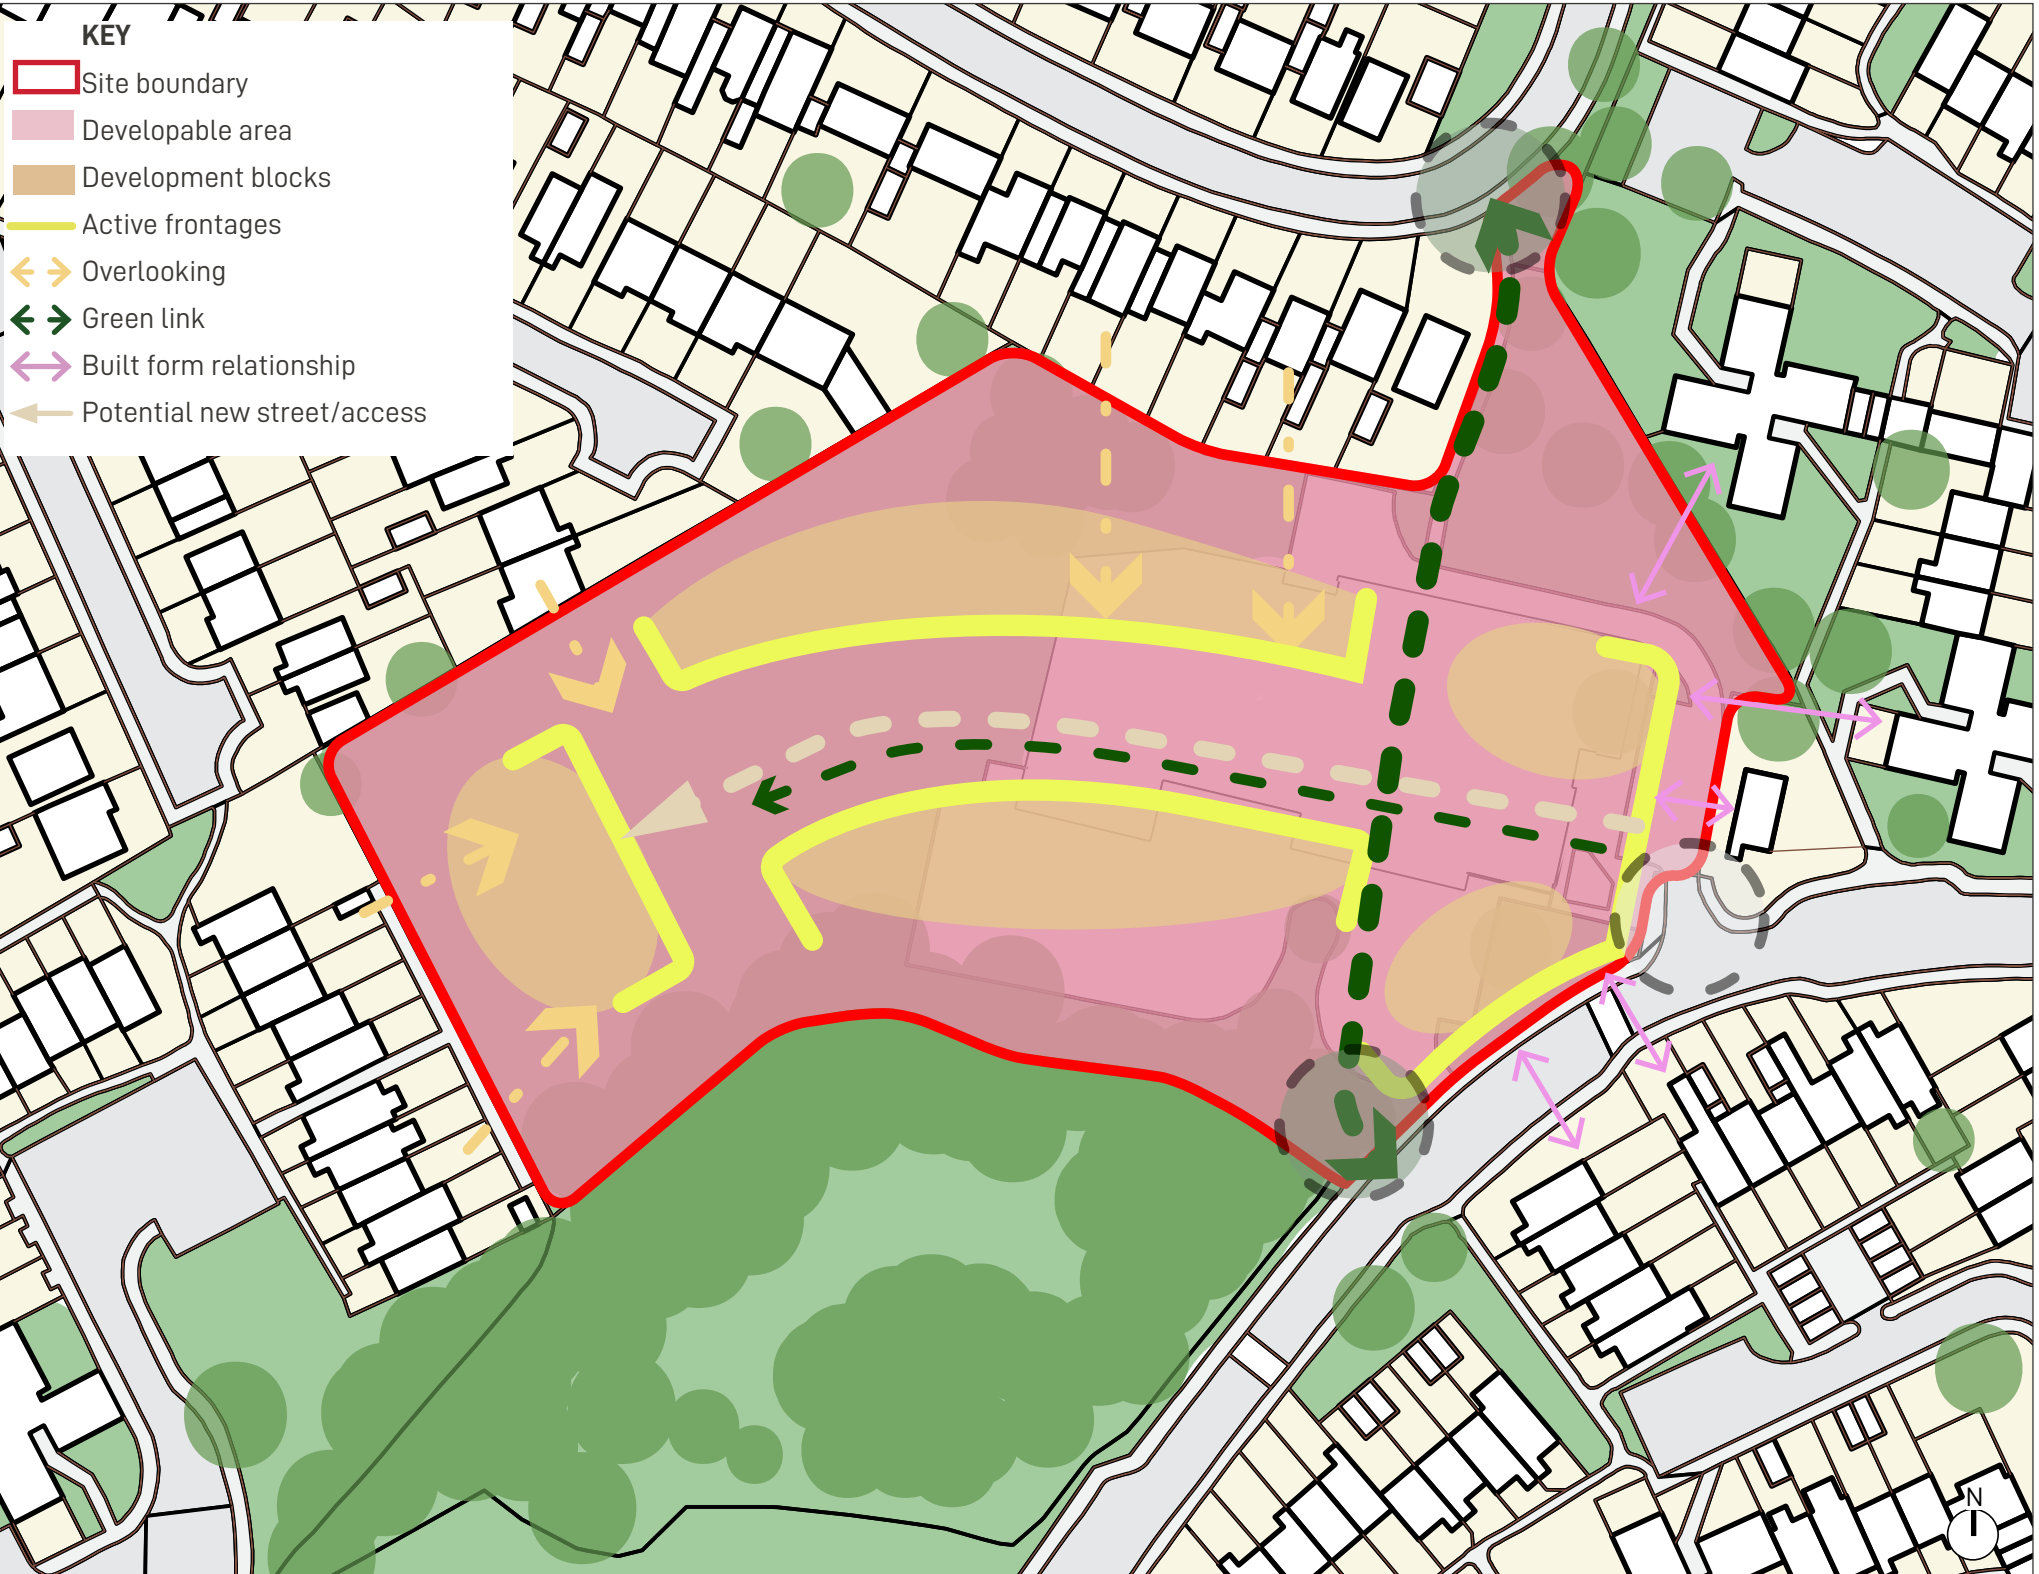 KEY
Site boundary
Developable area
Development blocks
Active frontages
Overlooking
Green link
Built form relationship
Potential new street/access
N